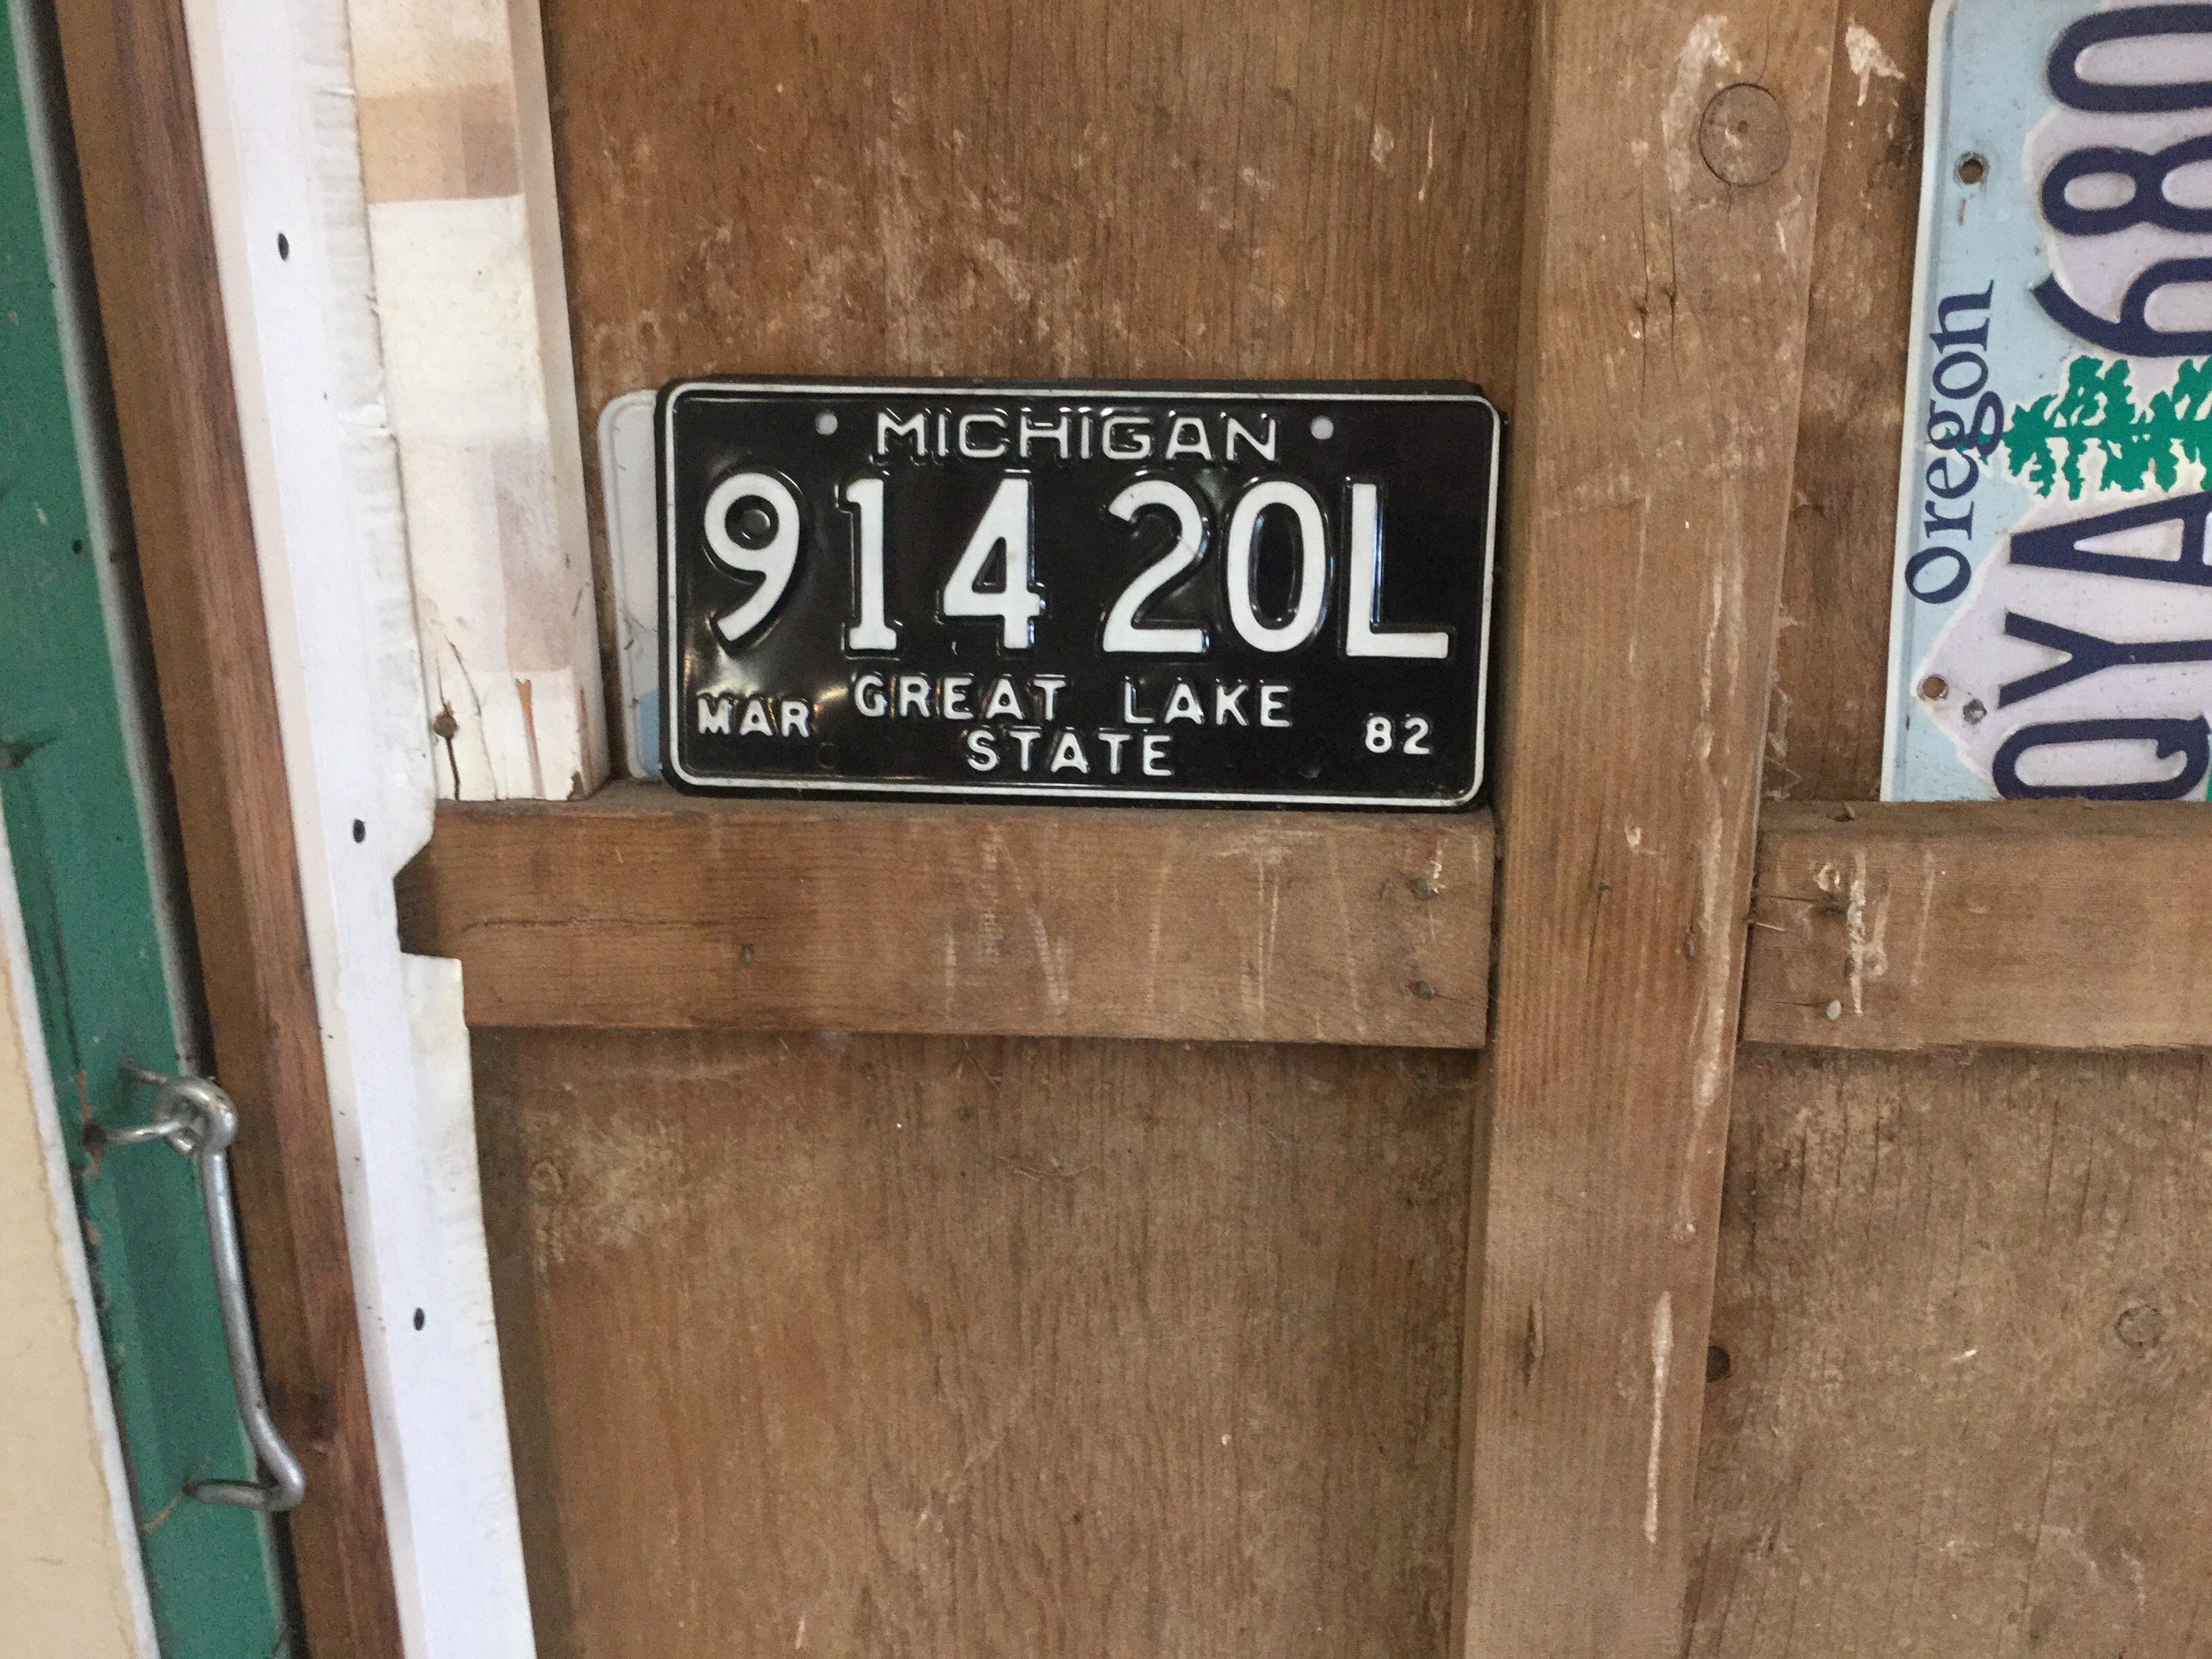 MICHIGAN
914 20L
MAR GREAT LAKE 82
STATE
Oregon
QYA 680